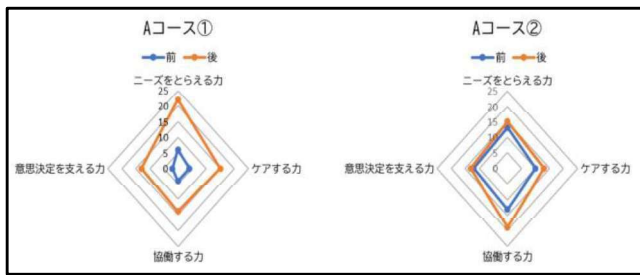 Aコース①
前 後
ニーズをとらえる力
25
20
15
10
5
0
意思決定を支える力
ケアする力
協働する力
Aコース②
前 後
ニーズをとらえる力
25
20
15
10
5
0
意思決定を支える力
ケアする力
協働する力